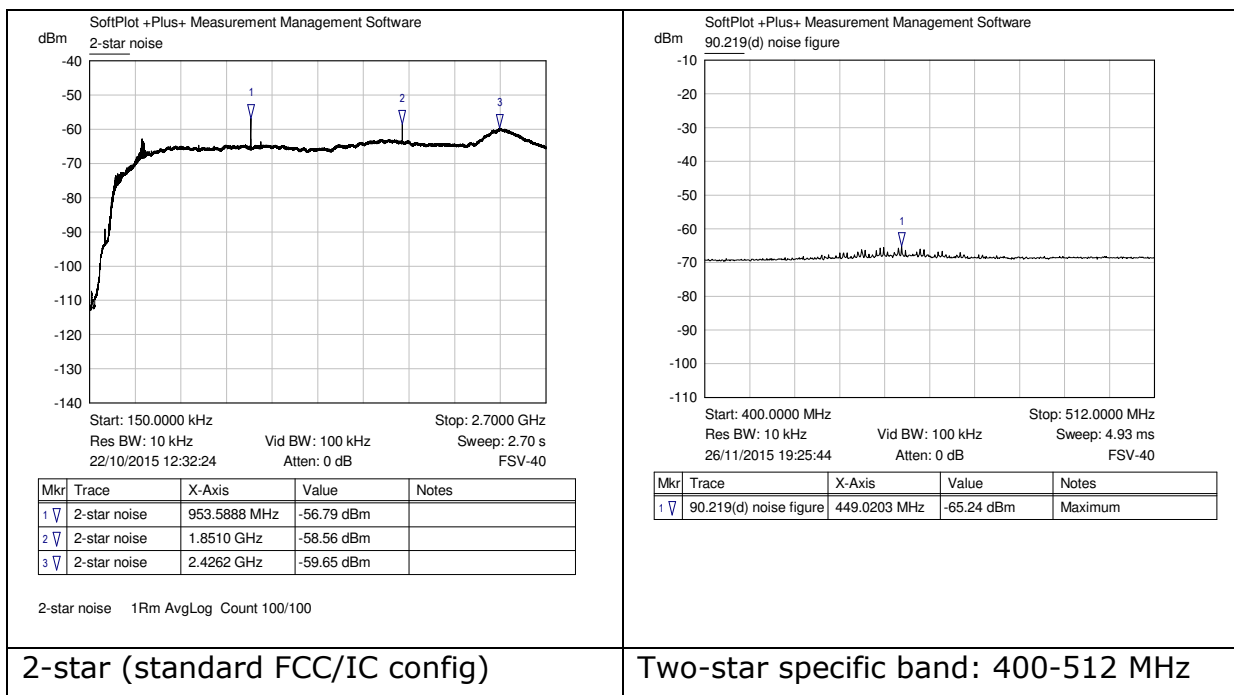 SoftPlot +Plus+ Measurement Management Software
dBm
2-star noise
-40
-50
-60
-70
-80
-90
-100
-110
-120
-130
-140
1
2
3
Start: 150.0000 kHz
Stop: 2.7000 GHz
Res BW: 10 kHz
Vid BW: 100 kHz
Sweep: 2.70 s
22/10/2015 12:32:24
Atten: 0 dB
FSV-40
Mkr Trace X-Axis Value Notes
1 2-star noise 953.5888 MHz -56.79 dBm
2 2-star noise 1.8510 GHz -58.56 dBm
3 2-star noise 2.4262 GHz -59.65 dBm
2-star noise 1Rm AvgLog Count 100/100
2-star (standard FCC/IC config)
SoftPlot +Plus+ Measurement Management Software
dBm
90.219(d) noise figure
-10
-20
-30
-40
-50
-60
-70
-80
-90
-100
-110
1
Start: 400.0000 MHz
Stop: 512.0000 MHz
Res BW: 10 kHz
Vid BW: 100 kHz
Sweep: 4.93 ms
26/11/2015 19:25:44
Atten: 0 dB
FSV-40
Mkr Trace X-Axis Value Notes
1 90.219(d) noise figure 449.0203 MHz -65.24 dBm Maximum
Two-star specific band: 400-512 MHz